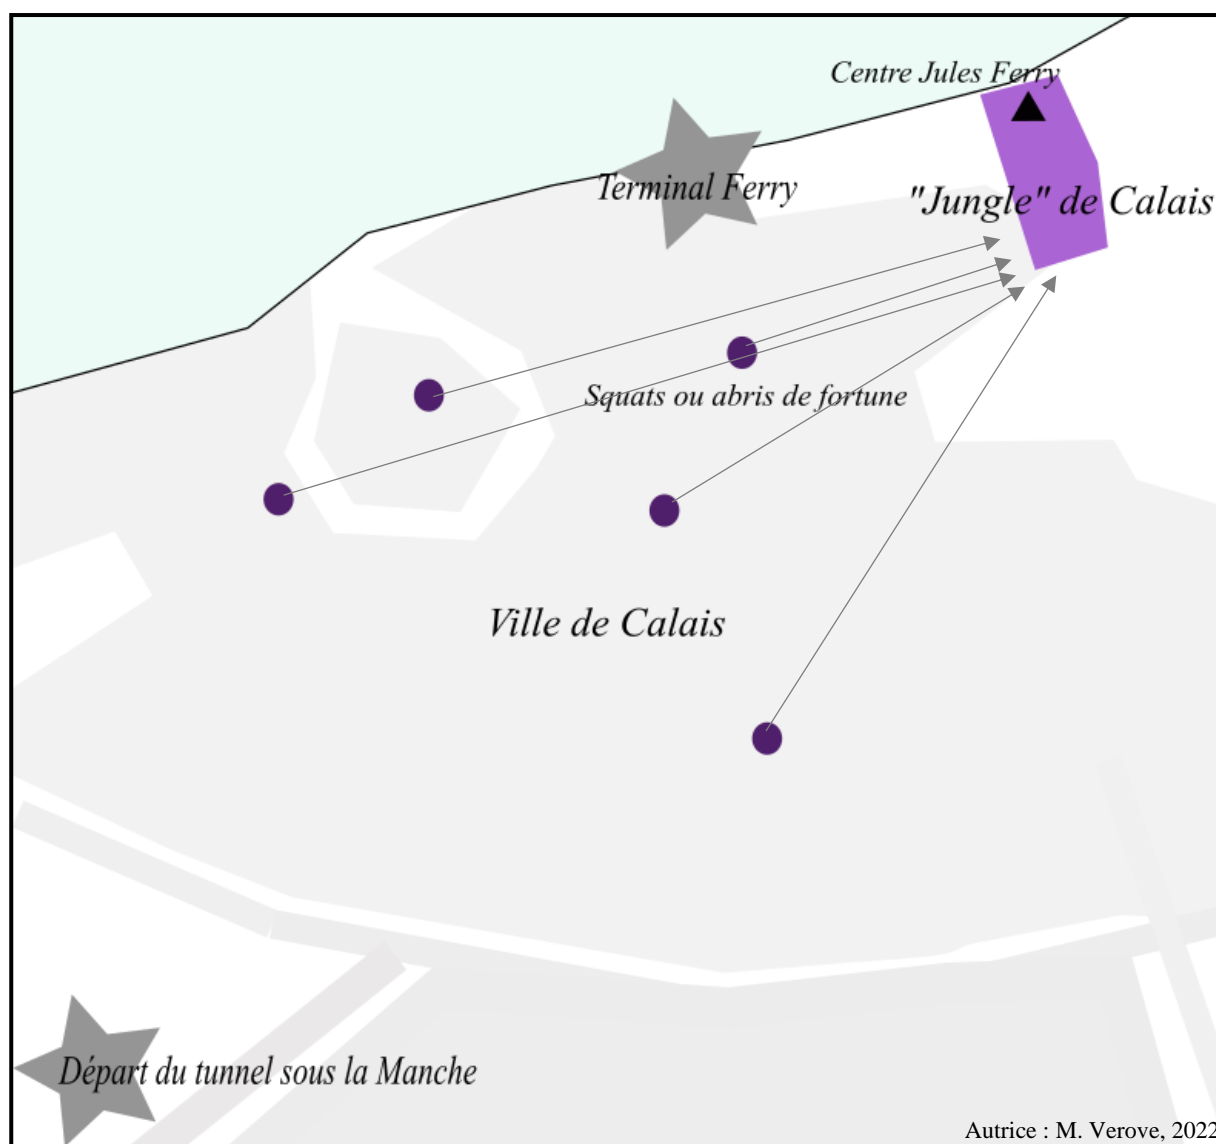 Centre Jules Ferry
Terminal Ferry
"Jungle" de Calais
Squats ou abris de fortune
Ville de Calais
Départ du tunnel sous la Manche
Autrice : M. Verove, 2022